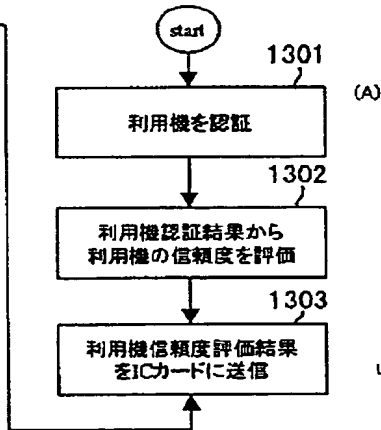 start
1301
(A)
利用機を認証
1302
利用機認証結果から
利用機の信頼度を評価
1303
利用機信頼度評価結果
をICカードに送信